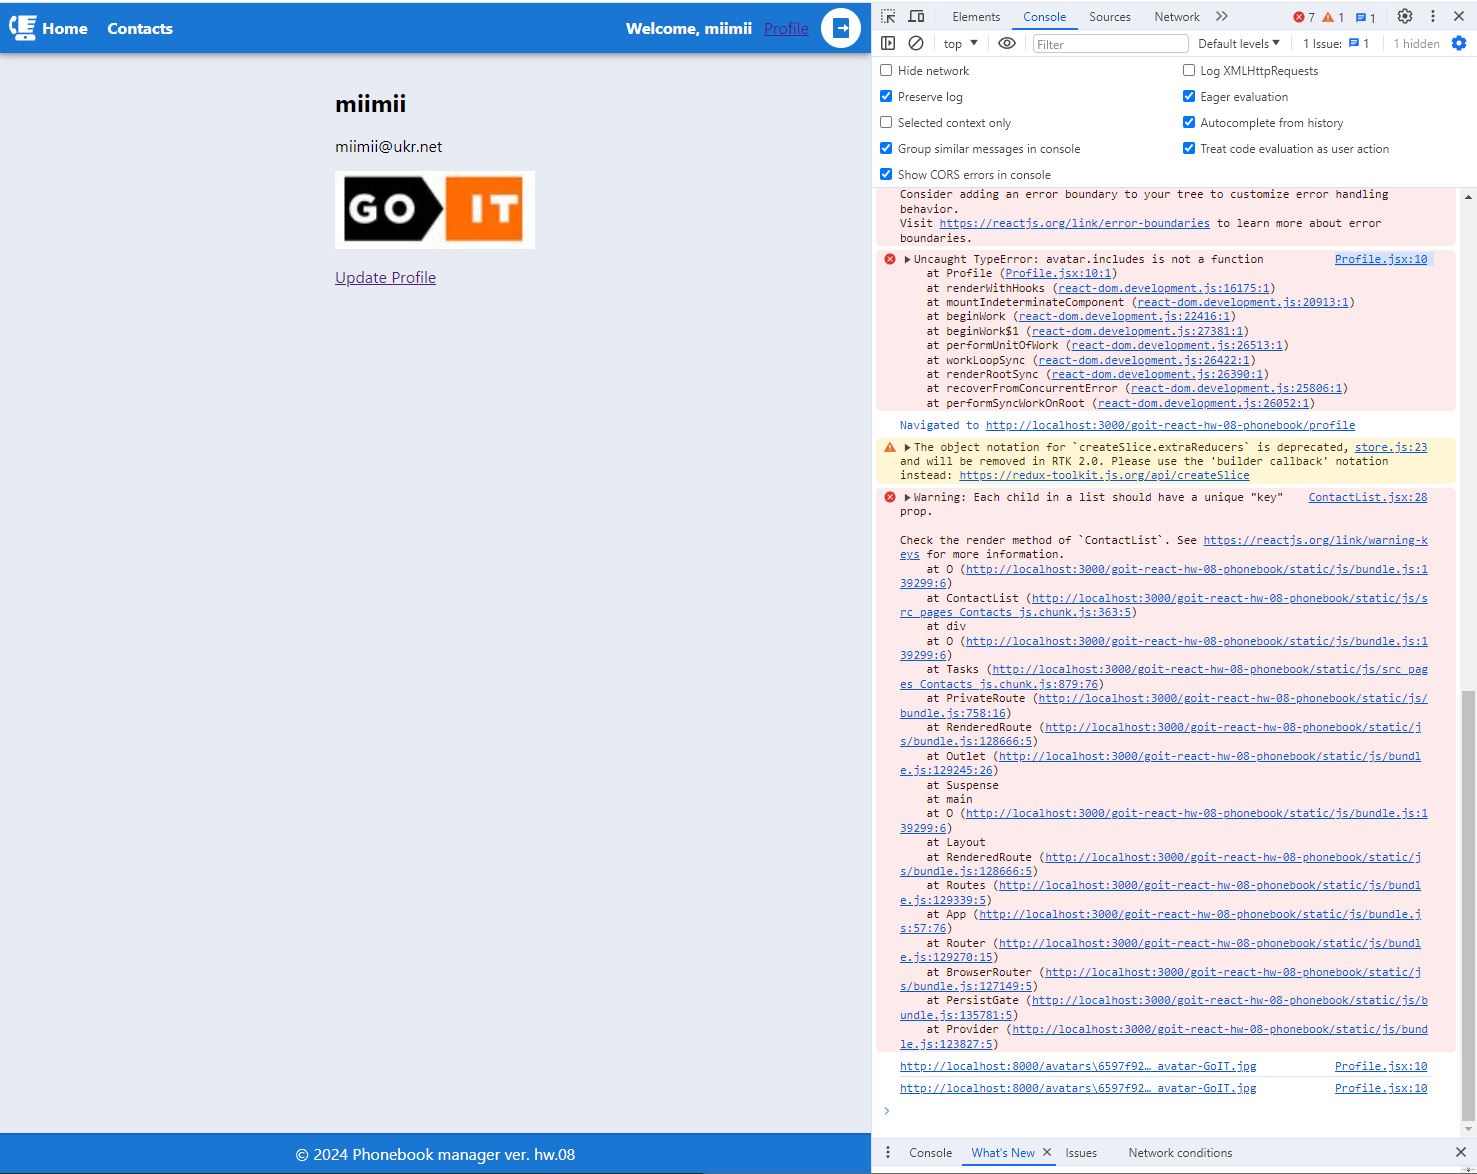 Home Contacts Welcome, miimii Profile
miimii
miimii@ukr.net
GO IT
Update Profile
© 2024 Phonebook manager ver. hw.08
Elements Console Sources Network 7 1 1
top Filter Default levels 1 Issue: 1 1 hidden
Hide network Log XMLHttpRequests
Preserve log Eager evaluation
Selected context only Autocomplete from history
Group similar messages in console Treat code evaluation as user action
Show CORS errors in console
Consider adding an error boundary to your tree to customize error handling
behavior.
Visit https://reactjs.org/link/error-boundaries to learn more about error
boundaries.
Uncaught TypeError: avatar.includes is not a function Profile.jsx:10
at Profile (Profile.jsx:10:1)
at renderWithHooks (react-dom.development.js:16175:1)
at mountIndeterminateComponent (react-dom.development.js:20913:1)
at beginWork (react-dom.development.js:22416:1)
at beginWork$1 (react-dom.development.js:27381:1)
at performUnitOfWork (react-dom.development.js:26513:1)
at workLoopSync (react-dom.development.js:26422:1)
at renderRootSync (react-dom.development.js:26390:1)
at recoverFromConcurrentError (react-dom.development.js:25806:1)
at performSyncWorkOnRoot (react-dom.development.js:26052:1)
Navigated to http://localhost:3000/goit-react-hw-08-phonebook/profile
The object notation for `createSlice.extraReducers` is deprecated, store.js:23
and will be removed in RTK 2.0. Please use the 'builder callback' notation
instead: https://redux-toolkit.js.org/api/createSlice
Warning: Each child in a list should have a unique "key" ContactList.jsx:28
prop.
Check the render method of `ContactList`. See https://reactjs.org/link/warning-k
eys for more information.
at O (http://localhost:3000/goit-react-hw-08-phonebook/static/js/bundle.js:1
39299:6)
at ContactList (http://localhost:3000/goit-react-hw-08-phonebook/static/js/s
rc_pages_Contacts_js.chunk.js:363:5)
at div
at O (http://localhost:3000/goit-react-hw-08-phonebook/static/js/bundle.js:1
39299:6)
at Tasks (http://localhost:3000/goit-react-hw-08-phonebook/static/js/src_pag
es_Contacts_js.chunk.js:879:76)
at PrivateRoute (http://localhost:3000/goit-react-hw-08-phonebook/static/js/
bundle.js:758:16)
at RenderedRoute (http://localhost:3000/goit-react-hw-08-phonebook/static/j
s/bundle.js:128666:5)
at Outlet (http://localhost:3000/goit-react-hw-08-phonebook/static/js/bundl
e.js:129245:26)
at Suspense
at main
at O (http://localhost:3000/goit-react-hw-08-phonebook/static/js/bundle.js:1
39299:6)
at Layout
at RenderedRoute (http://localhost:3000/goit-react-hw-08-phonebook/static/j
s/bundle.js:128666:5)
at Routes (http://localhost:3000/goit-react-hw-08-phonebook/static/js/bundl
e.js:129339:5)
at App (http://localhost:3000/goit-react-hw-08-phonebook/static/js/bundle.j
s:57:76)
at Router (http://localhost:3000/goit-react-hw-08-phonebook/static/js/bundl
e.js:129270:15)
at BrowserRouter (http://localhost:3000/goit-react-hw-08-phonebook/static/j
s/bundle.js:127149:5)
at PersistGate (http://localhost:3000/goit-react-hw-08-phonebook/static/js/b
undle.js:135781:5)
at Provider (http://localhost:3000/goit-react-hw-08-phonebook/static/js/bund
le.js:123827:5)
http://localhost:8000/avatars\6597f92…_avatar-GoIT.jpg Profile.jsx:10
http://localhost:8000/avatars\6597f92…_avatar-GoIT.jpg Profile.jsx:10
Console What's New Issues Network conditions